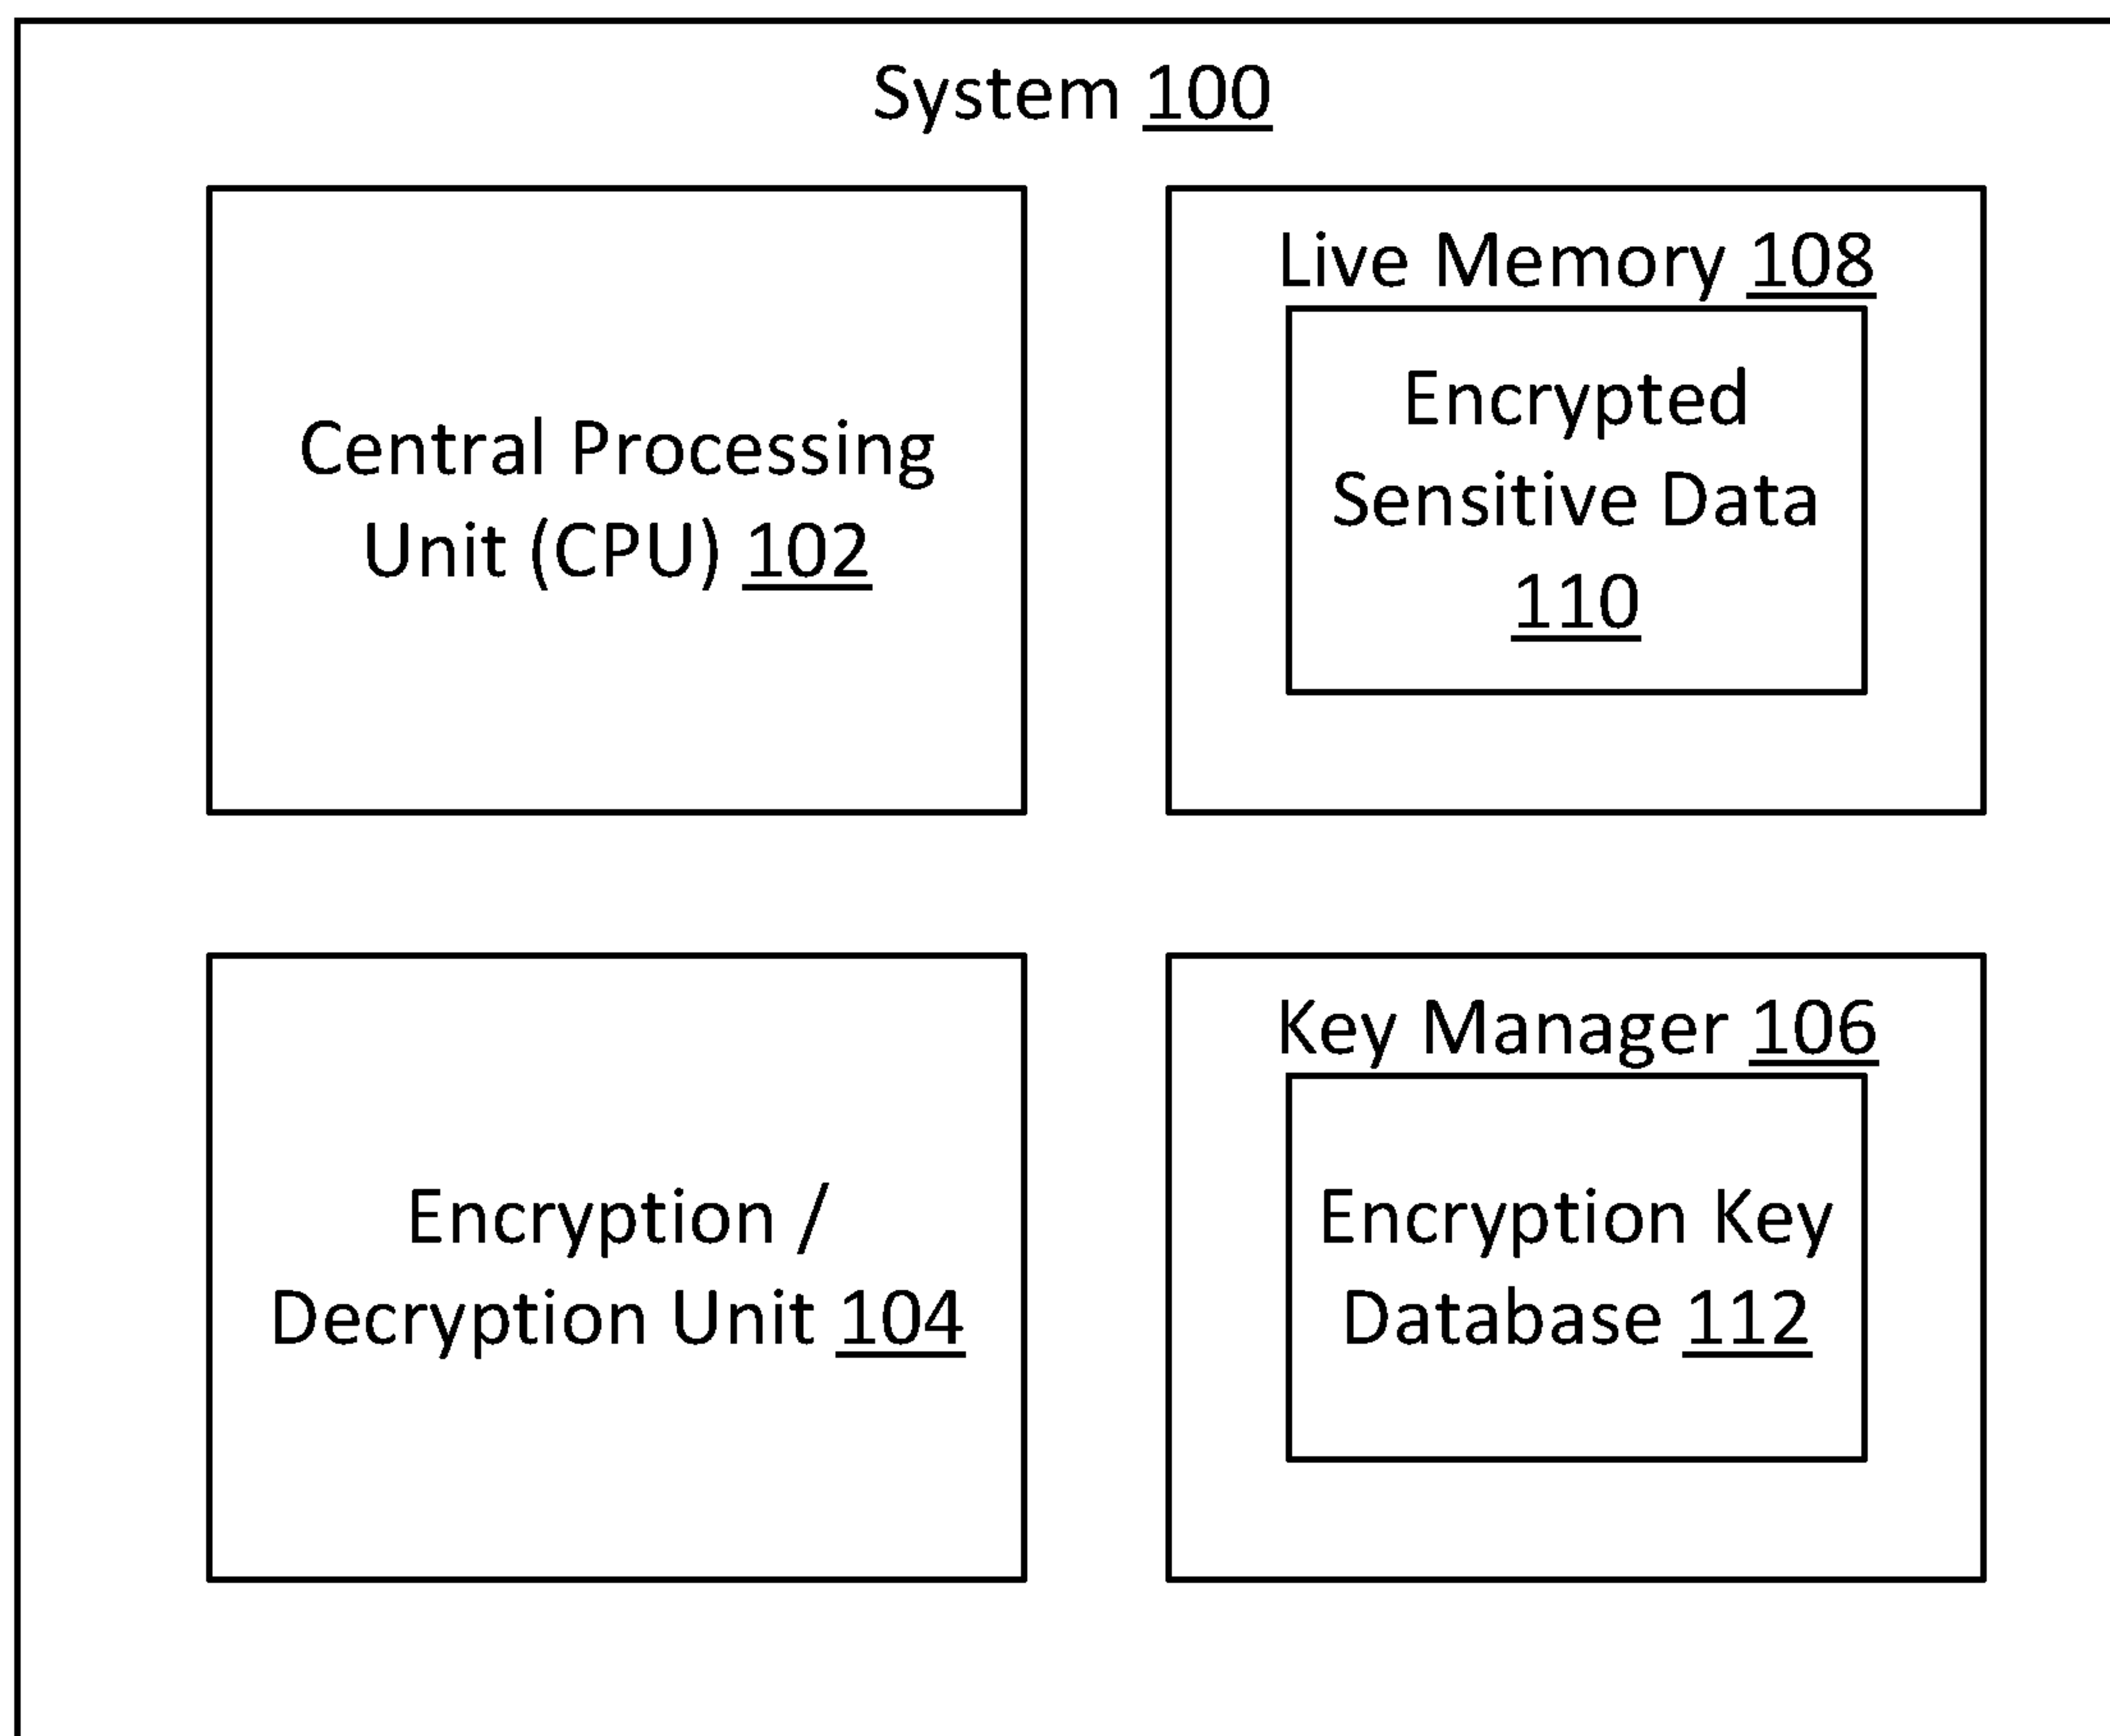 System 100
Central Processing
Unit (CPU) 102
Live Memory 108
Encrypted
Sensitive Data
110
Encryption /
Decryption Unit 104
Key Manager 106
Encryption Key
Database 112